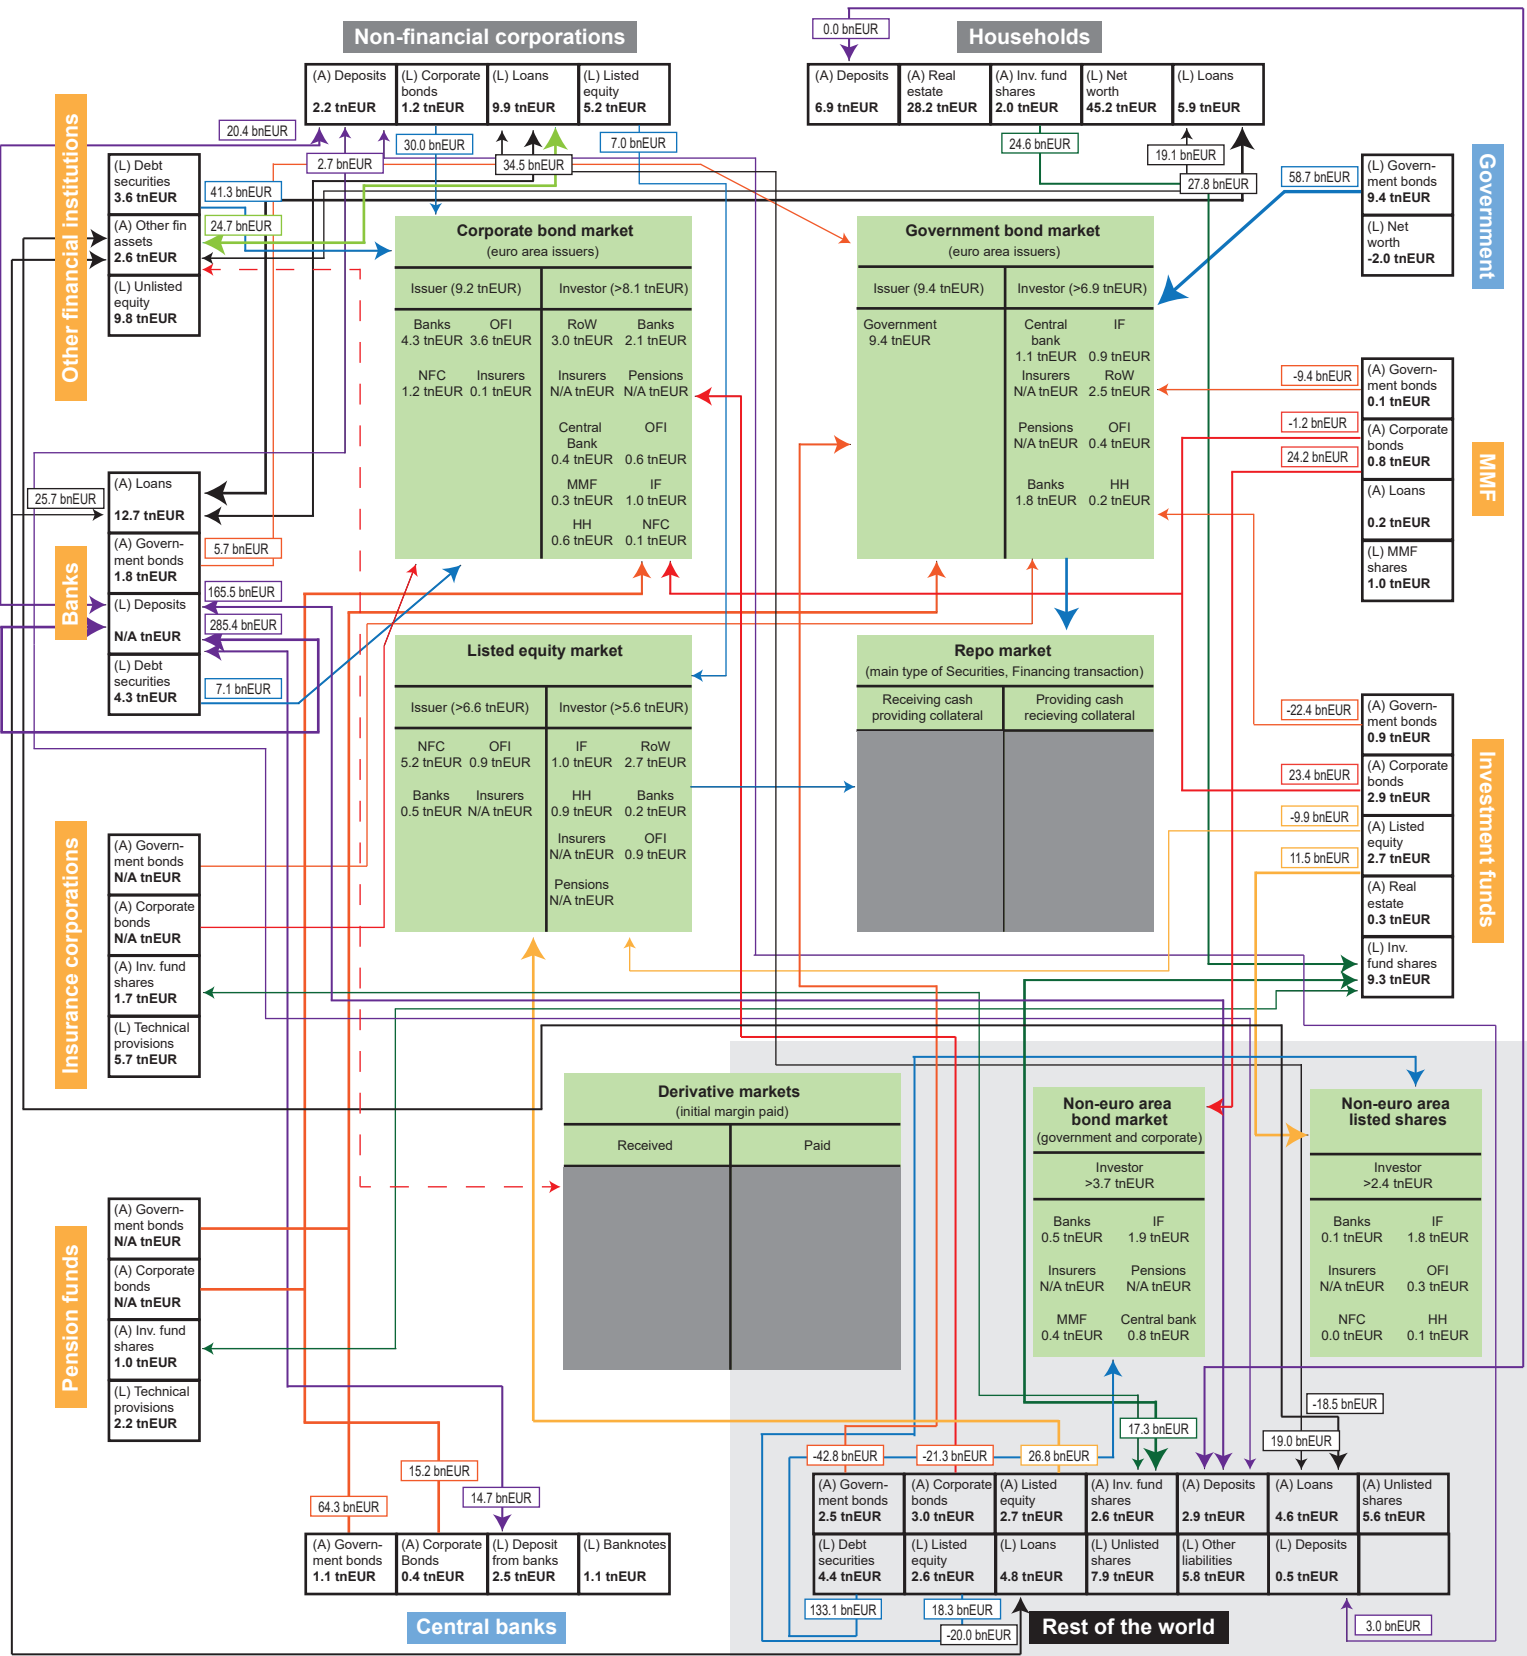 0.0 bnEUR
Non-financial corporations
Households
(A) Deposits
2.2 tnEUR
(L) Corporate
bonds
1.2 tnEUR
(L) Loans
9.9 tnEUR
(L) Listed
equity
5.2 tnEUR
(A) Deposits
6.9 tnEUR
(A) Real
estate
28.2 tnEUR
(A) Inv. fund
shares
2.0 tnEUR
(L) Net
worth
45.2 tnEUR
(L) Loans
5.9 tnEUR
20.4 bnEUR
30.0 bnEUR
7.0 bnEUR
24.6 bnEUR
19.1 bnEUR
2.7 bnEUR
34.5 bnEUR
27.8 bnEUR
58.7 bnEUR
41.3 bnEUR
24.7 bnEUR
Other financial institutions
(L) Debt
securities
3.6 tnEUR
(A) Other fin
assets
2.6 tnEUR
(L) Unlisted
equity
9.8 tnEUR
Government
(L) Govern-
ment bonds
9.4 tnEUR
(L) Net
worth
-2.0 tnEUR
Corporate bond market
(euro area issuers)
Issuer (9.2 tnEUR)
Investor (>8.1 tnEUR)
Banks
4.3 tnEUR
OFI
3.6 tnEUR
NFC
1.2 tnEUR
Insurers
0.1 tnEUR
RoW
3.0 tnEUR
Banks
2.1 tnEUR
Insurers
N/A tnEUR
Pensions
N/A tnEUR
Central
Bank
0.4 tnEUR
OFI
0.6 tnEUR
MMF
0.3 tnEUR
IF
1.0 tnEUR
HH
0.6 tnEUR
NFC
0.1 tnEUR
Government bond market
(euro area issuers)
Issuer (9.4 tnEUR)
Investor (>6.9 tnEUR)
Government
9.4 tnEUR
Central
bank
1.1 tnEUR
IF
0.9 tnEUR
Insurers
N/A tnEUR
RoW
2.5 tnEUR
Pensions
N/A tnEUR
OFI
0.4 tnEUR
Banks
1.8 tnEUR
HH
0.2 tnEUR
-9.4 bnEUR
-1.2 bnEUR
24.2 bnEUR
MMF
(A) Govern-
ment bonds
0.1 tnEUR
(A) Corporate
bonds
0.8 tnEUR
(A) Loans
0.2 tnEUR
(L) MMF
shares
1.0 tnEUR
25.7 bnEUR
5.7 bnEUR
165.5 bnEUR
285.4 bnEUR
7.1 bnEUR
Banks
(A) Loans
12.7 tnEUR
(A) Govern-
ment bonds
1.8 tnEUR
(L) Deposits
N/A tnEUR
(L) Debt
securities
4.3 tnEUR
Listed equity market
Issuer (>6.6 tnEUR)
Investor (>5.6 tnEUR)
NFC
5.2 tnEUR
OFI
0.9 tnEUR
Banks
0.5 tnEUR
Insurers
N/A tnEUR
IF
1.0 tnEUR
RoW
2.7 tnEUR
HH
0.9 tnEUR
Banks
0.2 tnEUR
Insurers
N/A tnEUR
OFI
0.9 tnEUR
Pensions
N/A tnEUR
Repo market
(main type of Securities, Financing transaction)
Receiving cash
providing collateral
Providing cash
recieving collateral
-22.4 bnEUR
23.4 bnEUR
-9.9 bnEUR
11.5 bnEUR
Investment funds
(A) Govern-
ment bonds
0.9 tnEUR
(A) Corporate
bonds
2.9 tnEUR
(A) Listed
equity
2.7 tnEUR
(A) Real
estate
0.3 tnEUR
(L) Inv.
fund shares
9.3 tnEUR
Insurance corporations
(A) Govern-
ment bonds
N/A tnEUR
(A) Corporate
bonds
N/A tnEUR
(A) Inv. fund
shares
1.7 tnEUR
(L) Technical
provisions
5.7 tnEUR
Derivative markets
(initial margin paid)
Received
Paid
Non-euro area
bond market
(government and corporate)
Investor
>3.7 tnEUR
Banks
0.5 tnEUR
IF
1.9 tnEUR
Insurers
N/A tnEUR
Pensions
N/A tnEUR
MMF
0.4 tnEUR
Central bank
0.8 tnEUR
Non-euro area
listed shares
Investor
>2.4 tnEUR
Banks
0.1 tnEUR
IF
1.8 tnEUR
Insurers
N/A tnEUR
OFI
0.3 tnEUR
NFC
0.0 tnEUR
HH
0.1 tnEUR
Pension funds
(A) Govern-
ment bonds
N/A tnEUR
(A) Corporate
bonds
N/A tnEUR
(A) Inv. fund
shares
1.0 tnEUR
(L) Technical
provisions
2.2 tnEUR
-18.5 bnEUR
17.3 bnEUR
19.0 bnEUR
-42.8 bnEUR
-21.3 bnEUR
26.8 bnEUR
15.2 bnEUR
64.3 bnEUR
14.7 bnEUR
(A) Govern-
ment bonds
1.1 tnEUR
(A) Corporate
Bonds
0.4 tnEUR
(L) Deposit
from banks
2.5 tnEUR
(L) Banknotes
1.1 tnEUR
Central banks
(A) Govern-
ment bonds
2.5 tnEUR
(A) Corporate
bonds
3.0 tnEUR
(A) Listed
equity
2.7 tnEUR
(A) Inv. fund
shares
2.6 tnEUR
(A) Deposits
2.9 tnEUR
(A) Loans
4.6 tnEUR
(A) Unlisted
shares
5.6 tnEUR
(L) Debt
securities
4.4 tnEUR
(L) Listed
equity
2.6 tnEUR
(L) Loans
4.8 tnEUR
(L) Unlisted
shares
7.9 tnEUR
(L) Other
liabilities
5.8 tnEUR
(L) Deposits
0.5 tnEUR
133.1 bnEUR
18.3 bnEUR
-20.0 bnEUR
3.0 bnEUR
Rest of the world